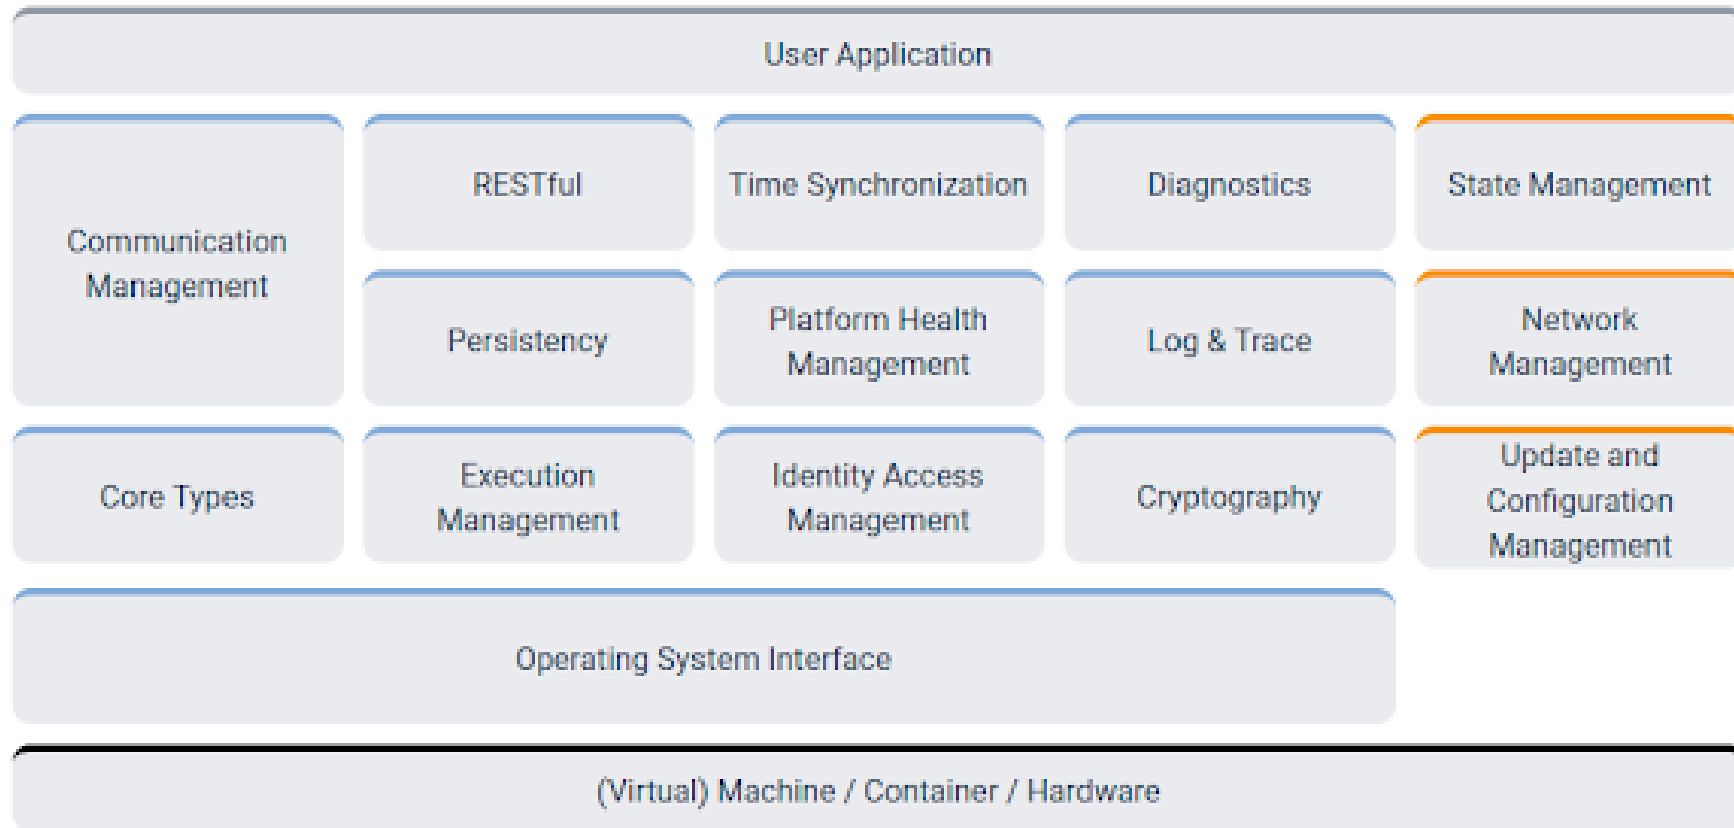 User Application
RESTful
Time Synchronization
Diagnostics
State Management
Communication
Management
Persistency
Platform Health
Management
Log & Trace
Network
Management
Core Types
Execution
Management
Identity Access
Management
Cryptography
Update and
Configuration
Management
Operating System Interface
(Virtual) Machine / Container / Hardware